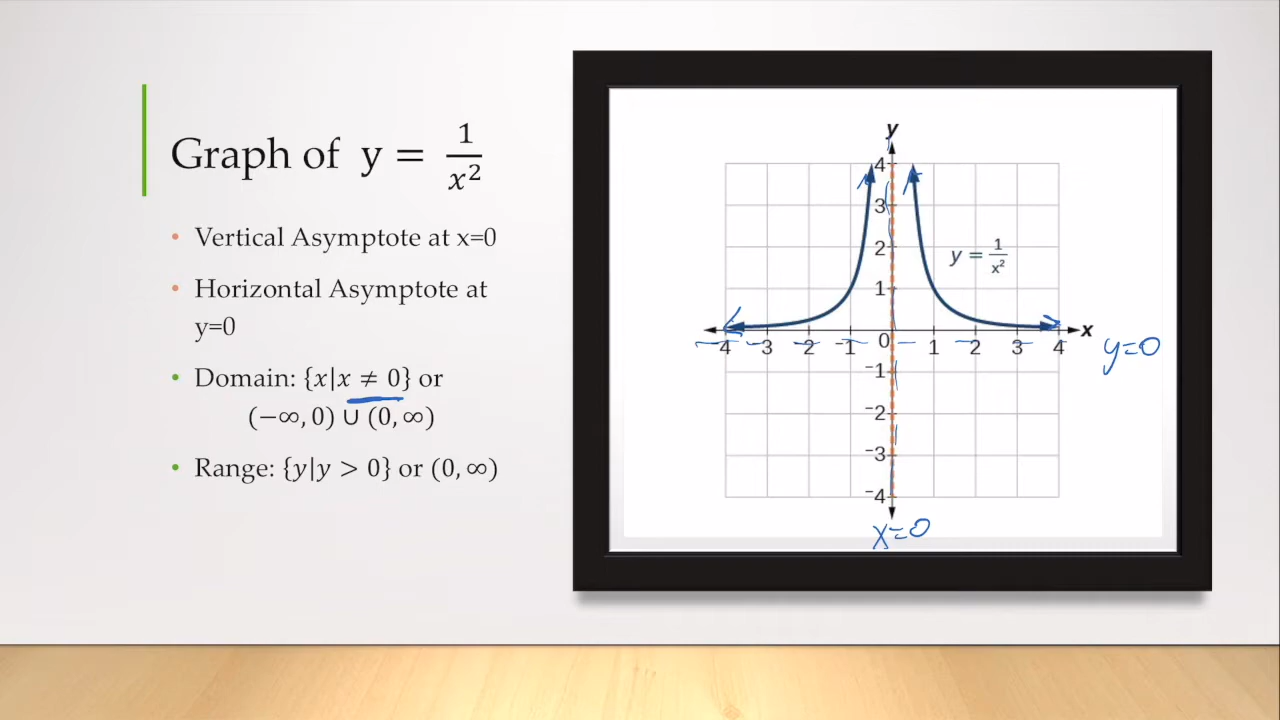 Graph of y = 1/x²
• Vertical Asymptote at x=0
• Horizontal Asymptote at
y=0
• Domain: {x|x ≠ 0} or
(−∞, 0) ∪ (0, ∞)
• Range: {y|y > 0} or (0, ∞)
y
4
3
2
y = 1/x²
1
x
-4 -3 -2 -1 0 1 2 3 4
y=0
-1
-2
-3
-4
x=0